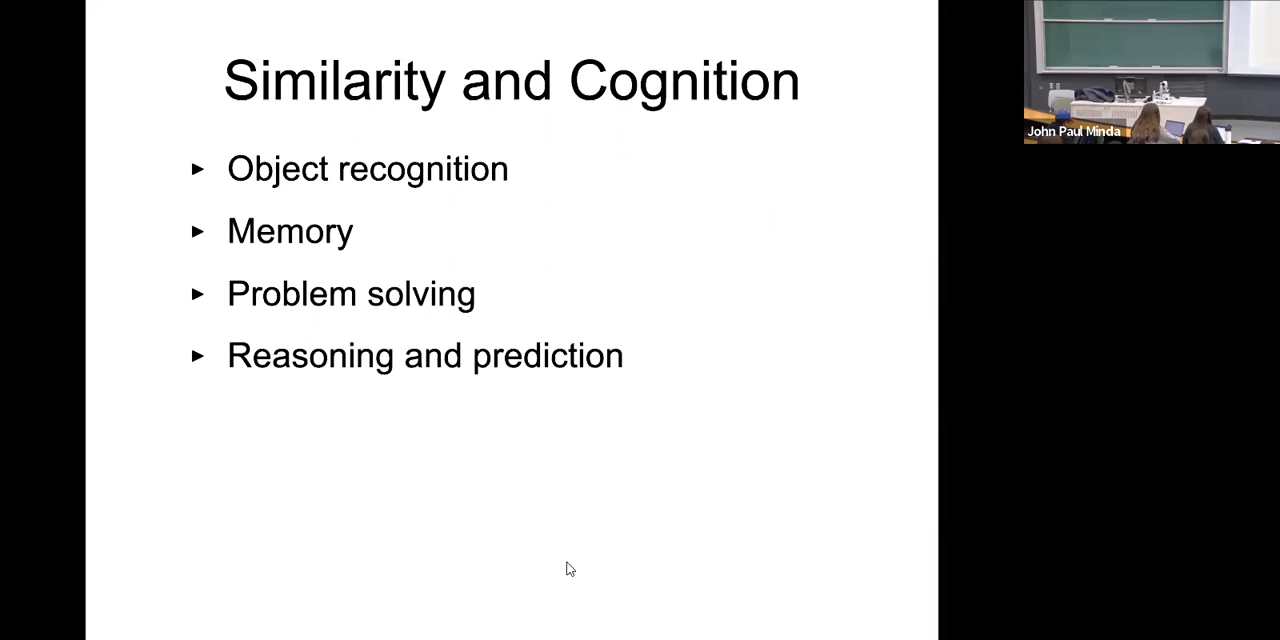 Similarity and Cognition
► Object recognition
► Memory
► Problem solving
► Reasoning and prediction
John Paul Minda